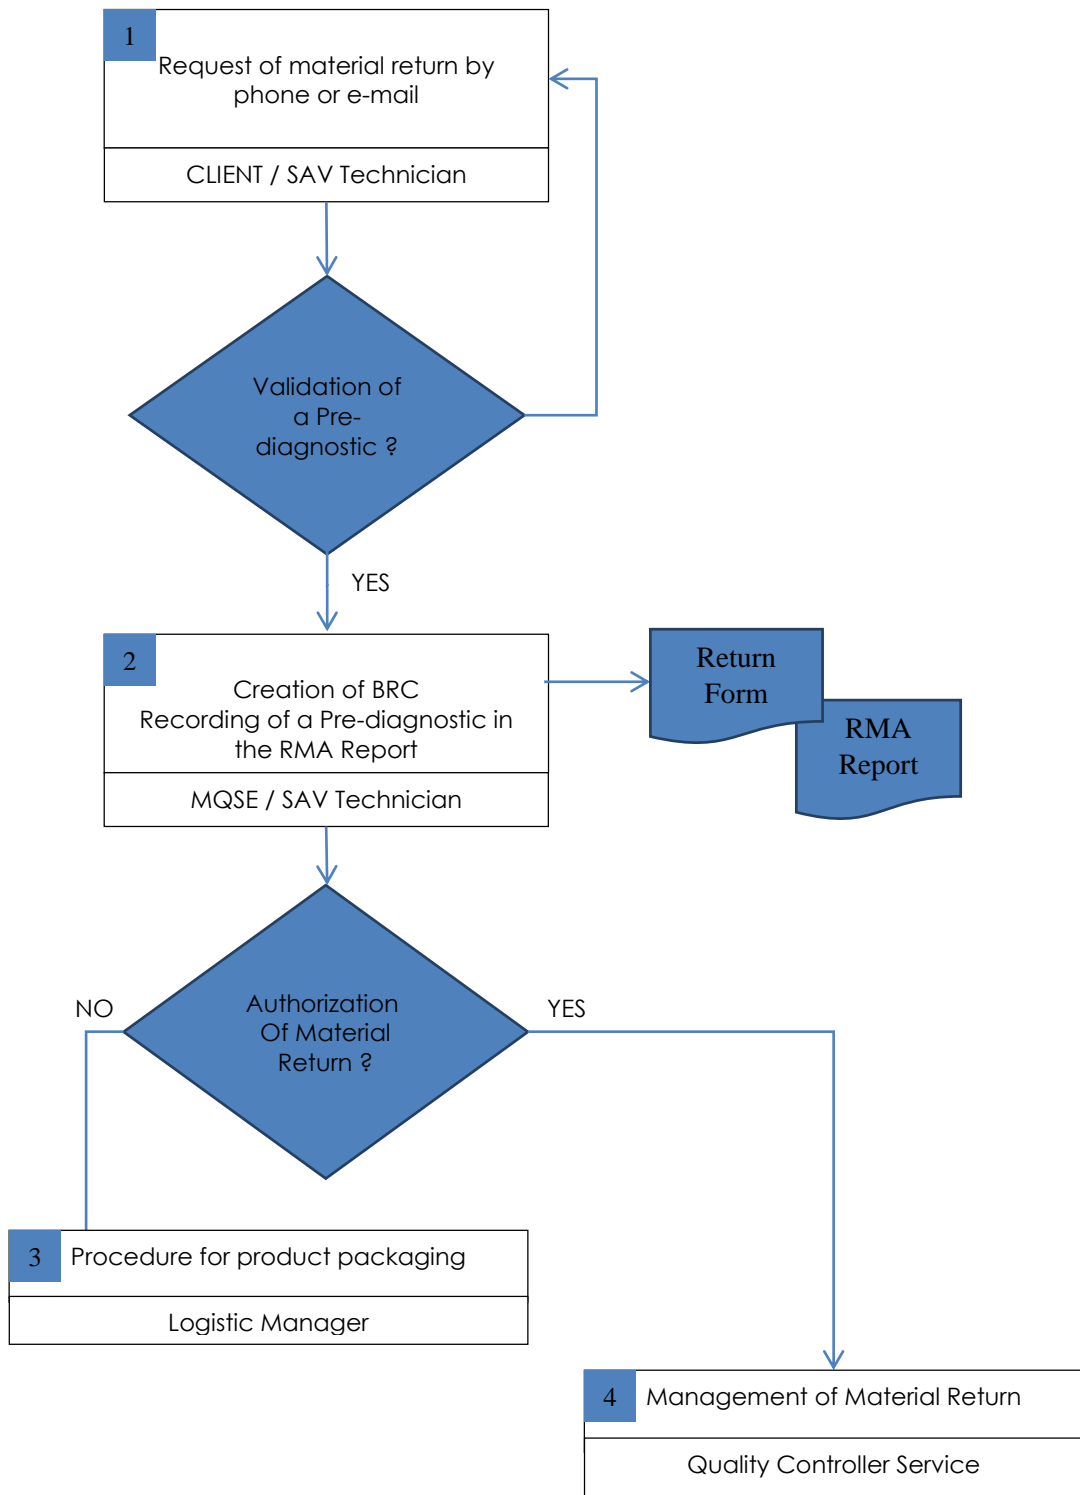 1
Request of material return by
phone or e-mail
CLIENT / SAV Technician
Validation of
a Pre-
diagnostic ?
YES
2
Creation of BRC
Recording of a Pre-diagnostic in
the RMA Report
MQSE / SAV Technician
Return
Form
RMA
Report
Authorization
Of Material
Return ?
NO
YES
3
Procedure for product packaging
Logistic Manager
4
Management of Material Return
Quality Controller Service